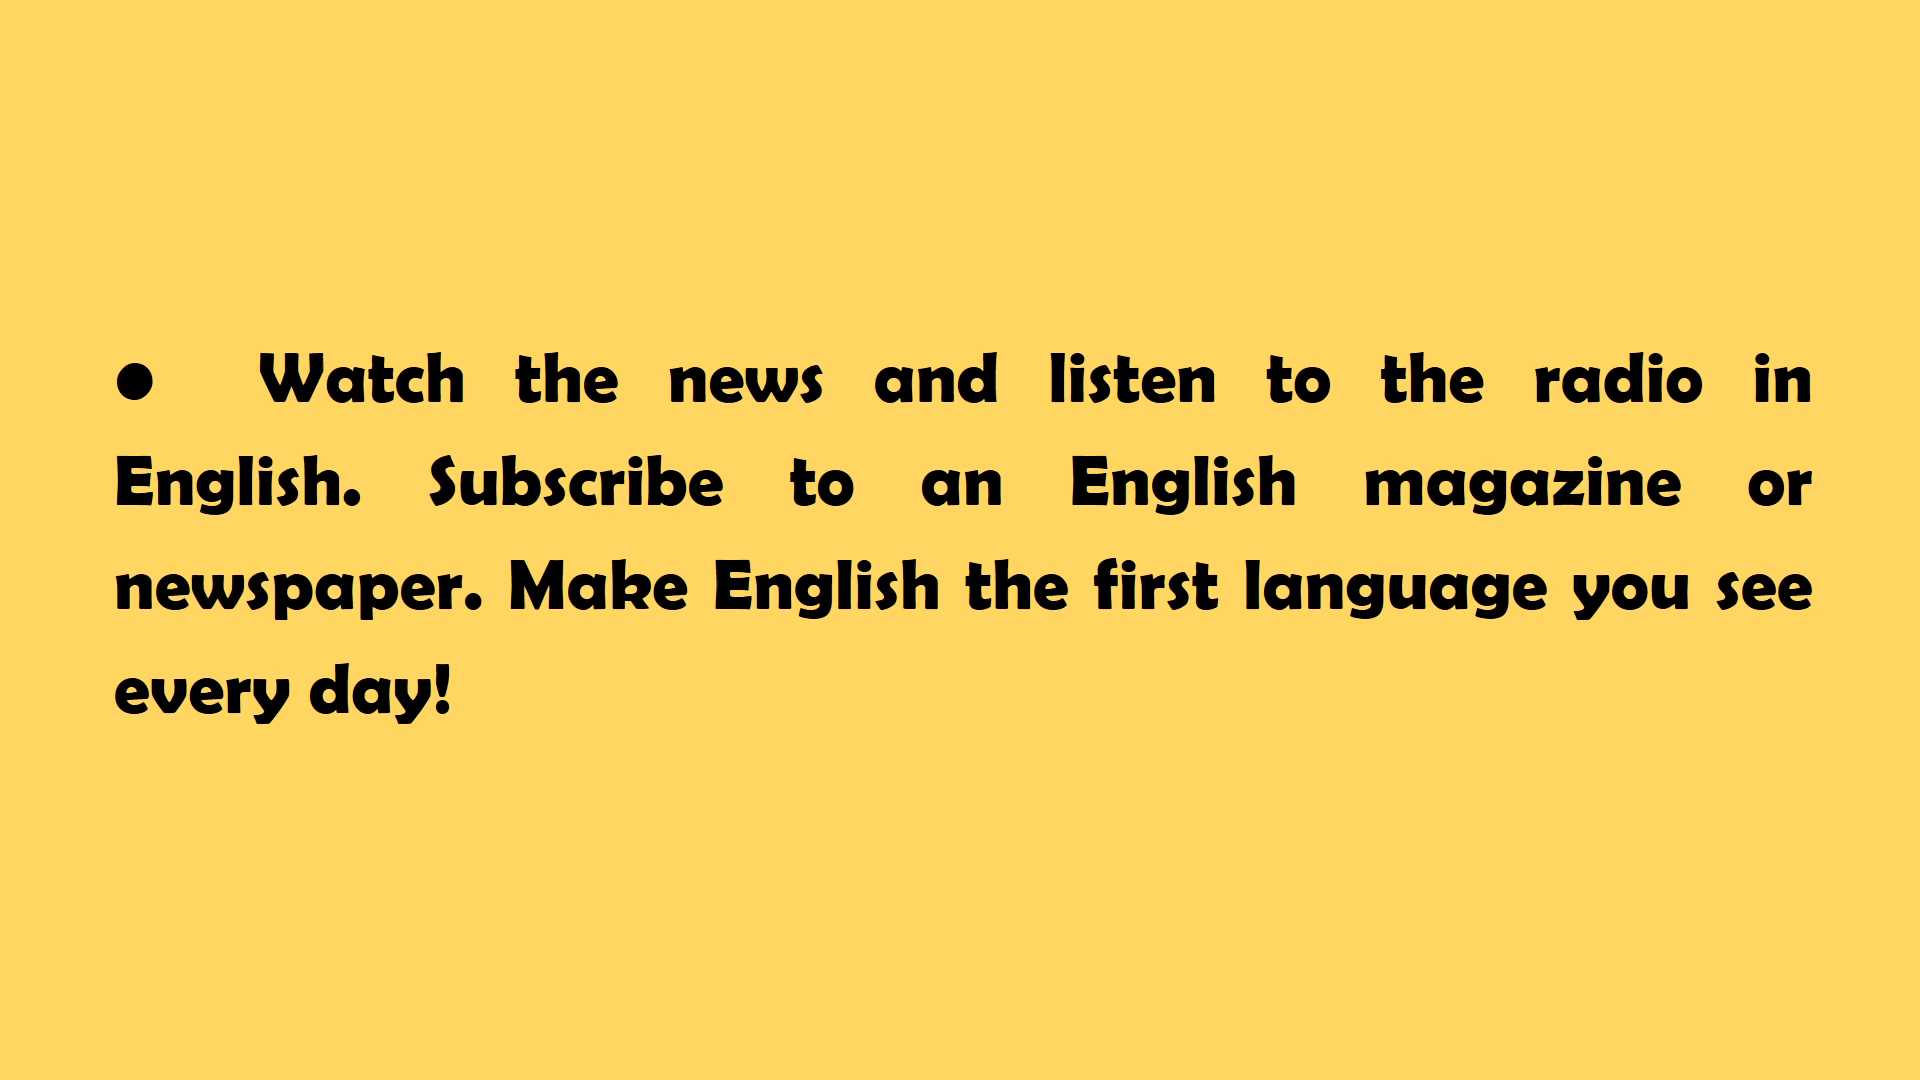 ● Watch the news and listen to the radio in
English. Subscribe to an English magazine or
newspaper. Make English the first language you see
every day!